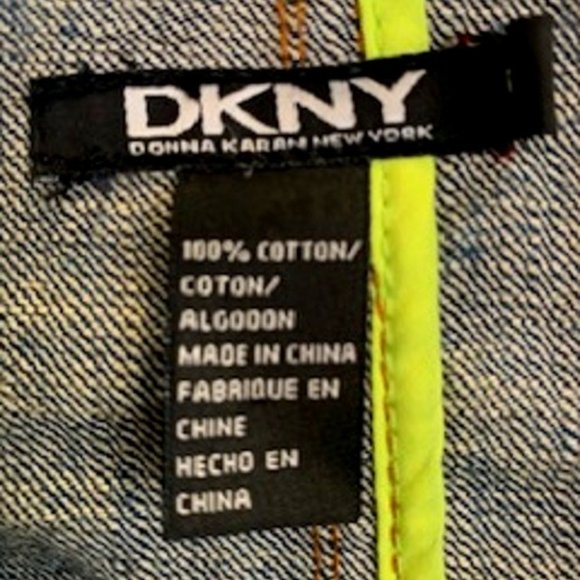 DKNY
DONNA KARAN NEW YORK
100% COTTON/
COTON/
ALGODON
MADE IN CHINA
FABRIQUE EN
CHINE
HECHO EN
CHINA